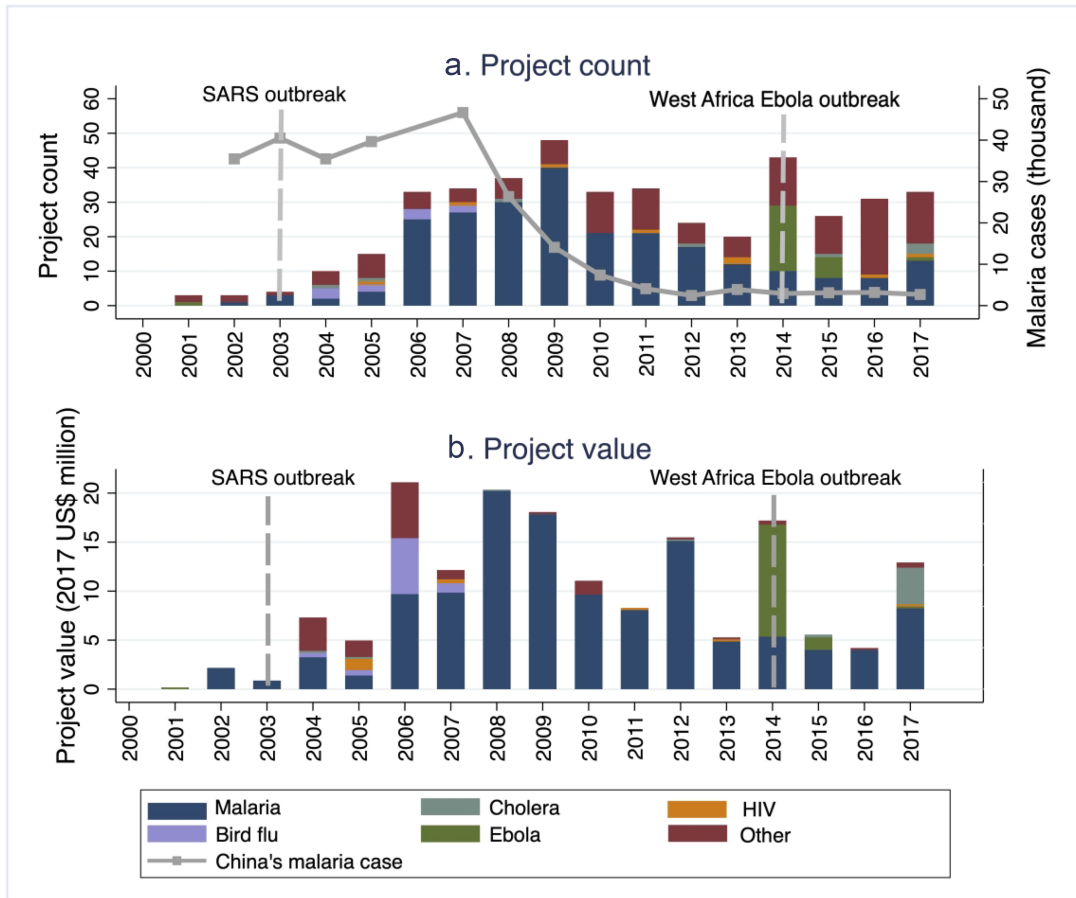 a. Project count
SARS outbreak
West Africa Ebola outbreak
Project count
60
50
40
30
20
10
0
Malaria cases (thousand)
50
40
30
20
10
0
2000 2001 2002 2003 2004 2005 2006 2007 2008 2009 2010 2011 2012 2013 2014 2015 2016 2017
b. Project value
SARS outbreak
West Africa Ebola outbreak
Project value (2017 US$ million)
20
15
10
5
0
2000 2001 2002 2003 2004 2005 2006 2007 2008 2009 2010 2011 2012 2013 2014 2015 2016 2017
Malaria Cholera HIV
Bird flu Ebola Other
China's malaria case